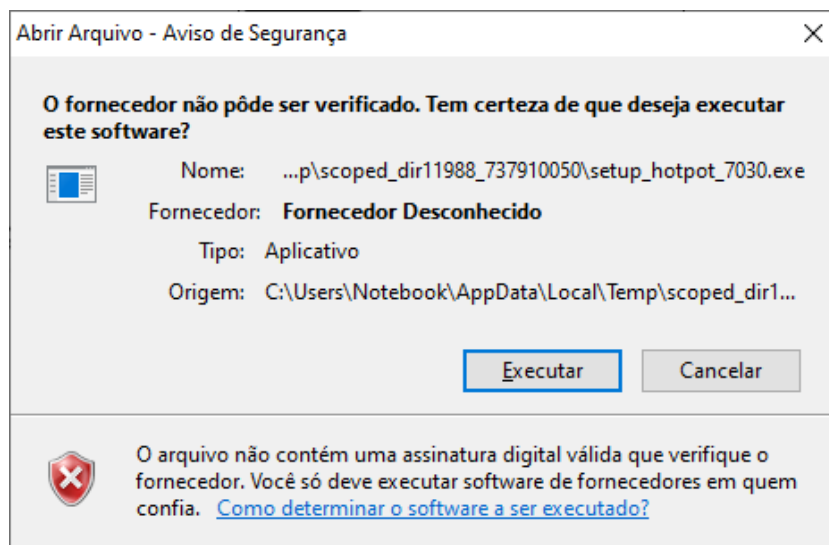 Abrir Arquivo - Aviso de Segurança
O fornecedor não pôde ser verificado. Tem certeza de que deseja executar
este software?
Nome: ...p\scoped_dir11988_737910050\setup_hotpot_7030.exe
Fornecedor: Fornecedor Desconhecido
Tipo: Aplicativo
Origem: C:\Users\Notebook\AppData\Local\Temp\scoped_dir1...
Executar Cancelar
O arquivo não contém uma assinatura digital válida que verifique o
fornecedor. Você só deve executar software de fornecedores em quem
confia. Como determinar o software a ser executado?